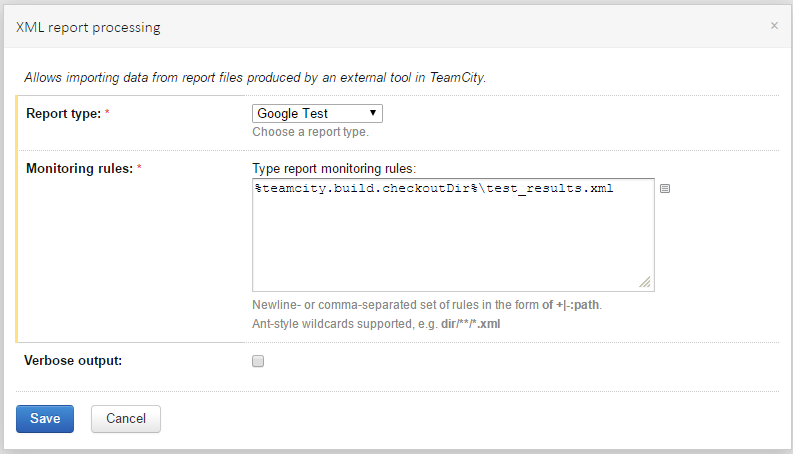 XML report processing ×
Allows importing data from report files produced by an external tool in TeamCity.
Report type: * Google Test
Choose a report type.
Monitoring rules: * Type report monitoring rules:
%teamcity.build.checkoutDir%\test_results.xml
Newline- or comma-separated set of rules in the form of +|-:path.
Ant-style wildcards supported, e.g. dir/**/*.xml
Verbose output:
Save Cancel